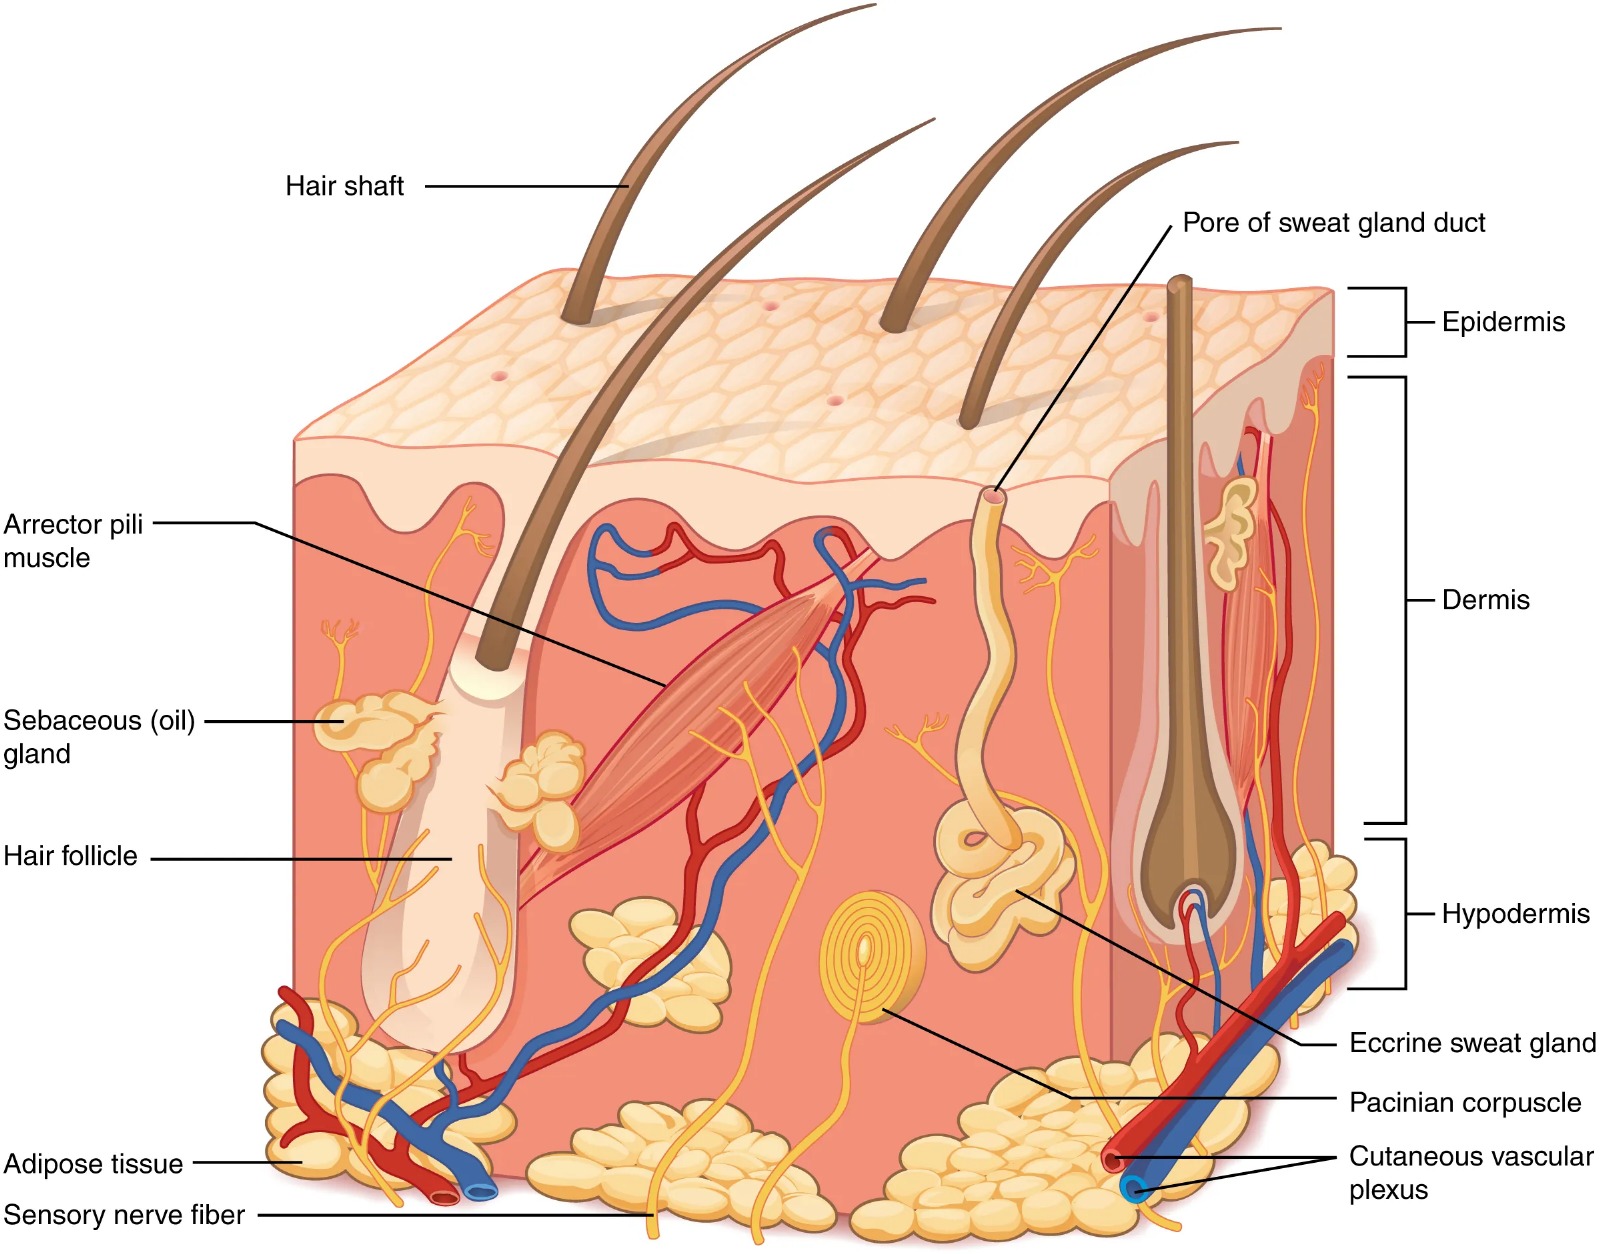 Hair shaft
Pore of sweat gland duct
Epidermis
Arrector pili
muscle
Dermis
Sebaceous (oil)
gland
Hair follicle
Hypodermis
Eccrine sweat gland
Pacinian corpuscle
Adipose tissue
Cutaneous vascular
plexus
Sensory nerve fiber